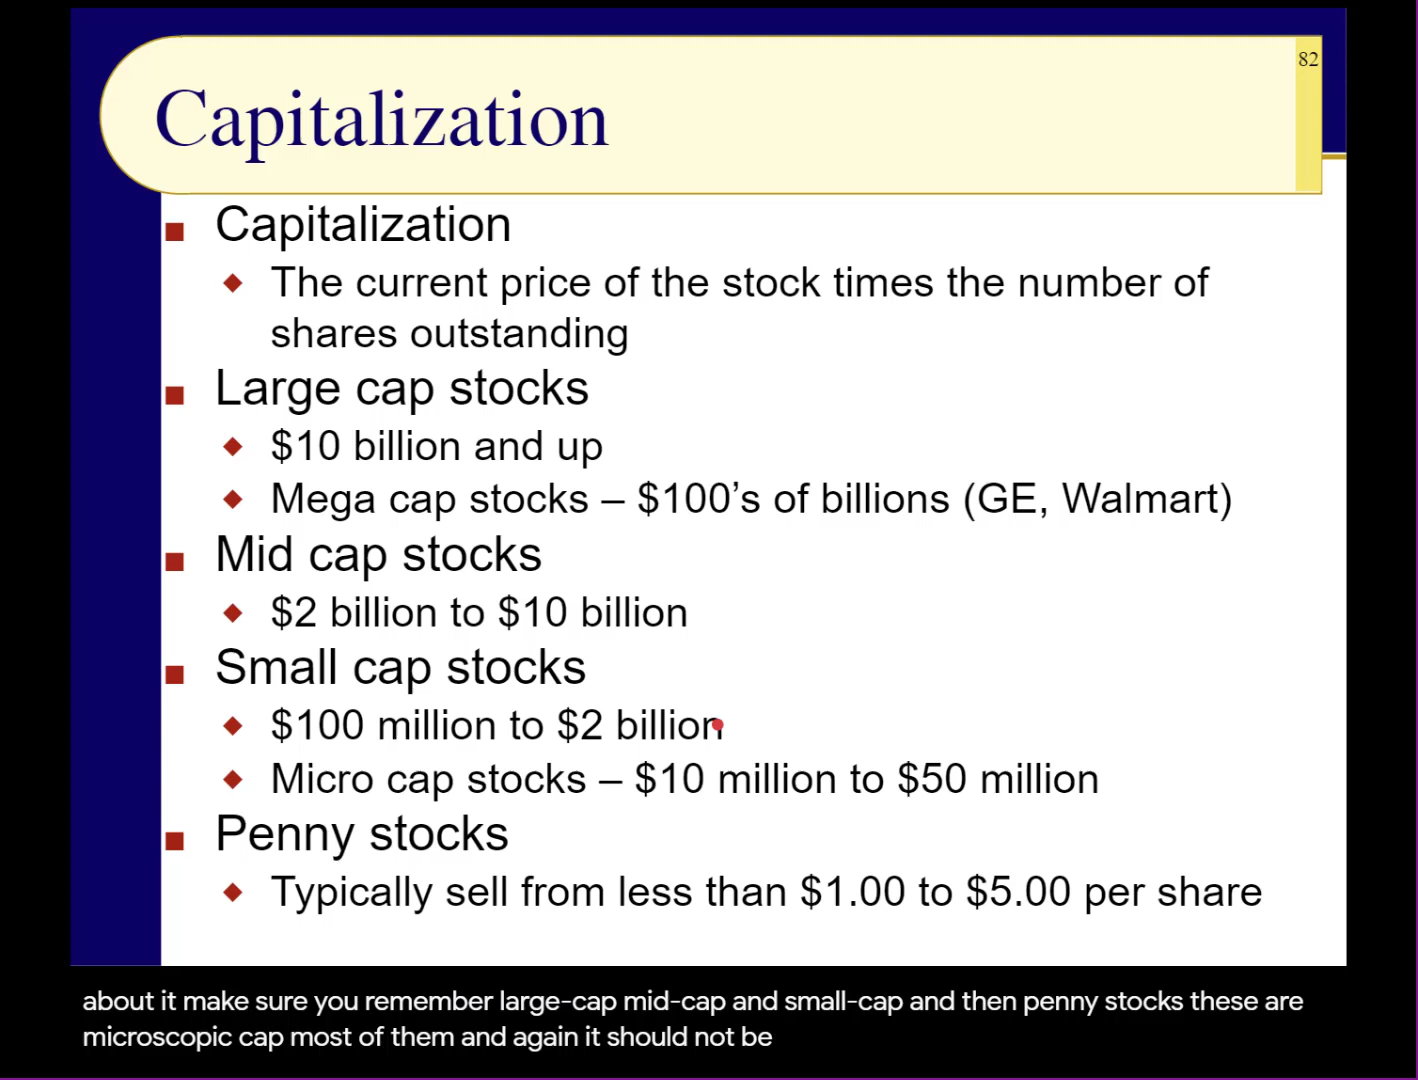 82
Capitalization
Capitalization
The current price of the stock times the number of
shares outstanding
Large cap stocks
$10 billion and up
Mega cap stocks – $100’s of billions (GE, Walmart)
Mid cap stocks
$2 billion to $10 billion
Small cap stocks
$100 million to $2 billion
Micro cap stocks – $10 million to $50 million
Penny stocks
Typically sell from less than $1.00 to $5.00 per share
about it make sure you remember large-cap mid-cap and small-cap and then penny stocks these are
microscopic cap most of them and again it should not be